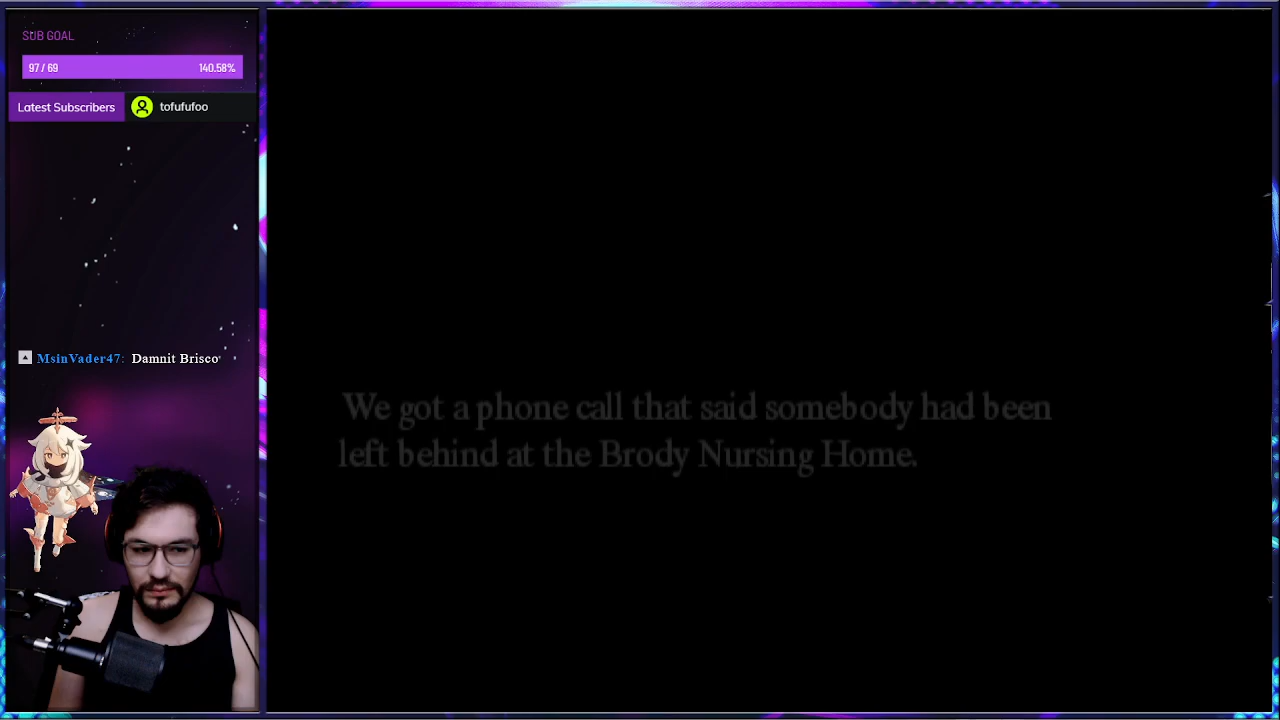 SUB GOAL
97 / 69 140.58%
Latest Subscribers tofufufoo
MsinVader47: Damnit Brisco
We got a phone call that said somebody had been
left behind at the Brody Nursing Home.